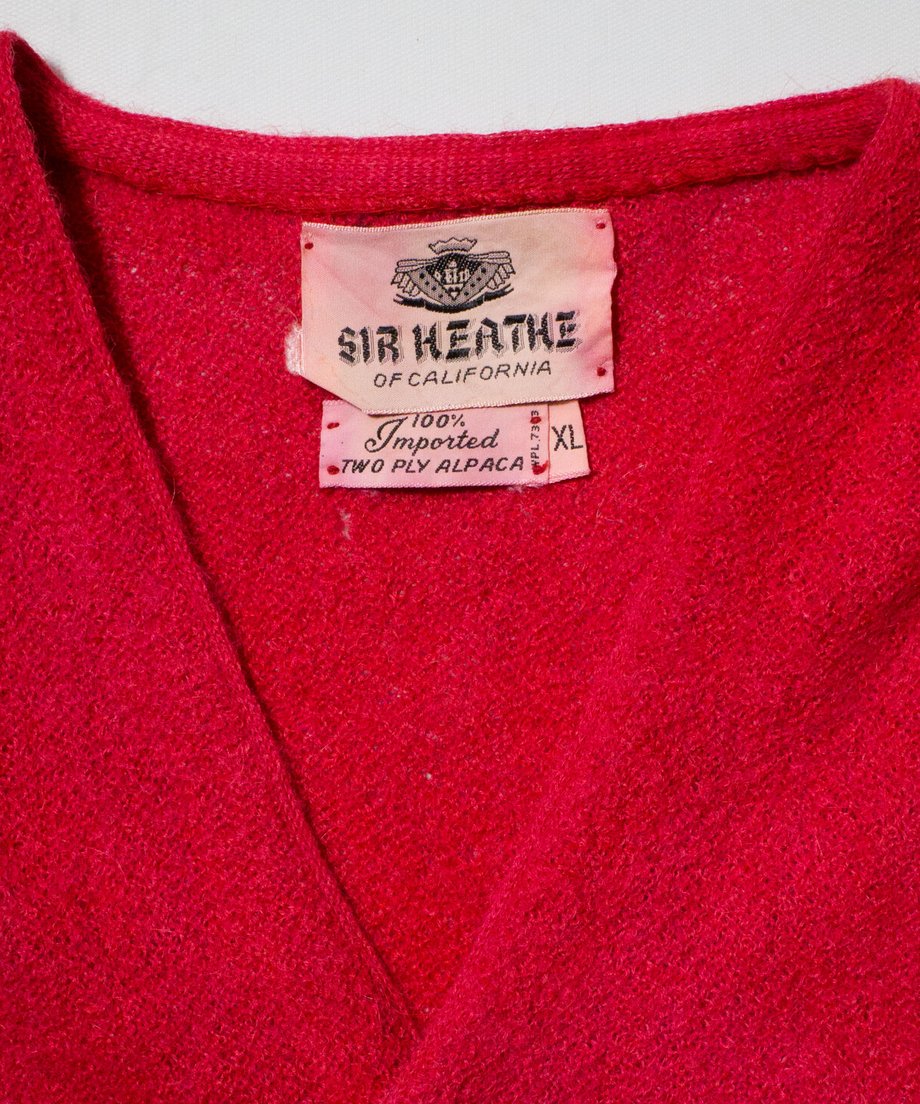 SIR HEATHE
OF CALIFORNIA
100%
Imported
TWO PLY ALPACA
XL